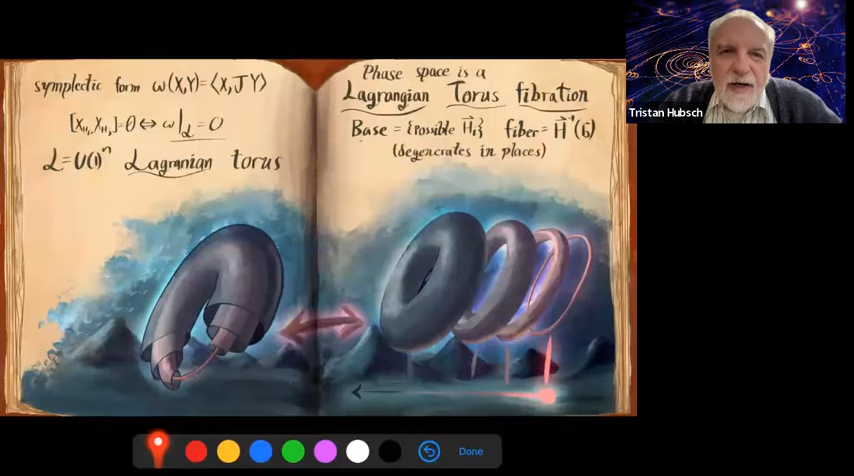 symplectic form ω(X,Y)=⟨X,JY⟩
[X_{H_i},X_{H_j}]=0 ⇔ ω|_𝓛=0
𝓛=U(1)ⁿ Lagranian torus
Phase space is a
Lagrangian Torus fibration
Base = {Possible H⃗_i} fiber = H⃗⁻¹(b)
(degenerates in places)
Tristan Hubsch
Done